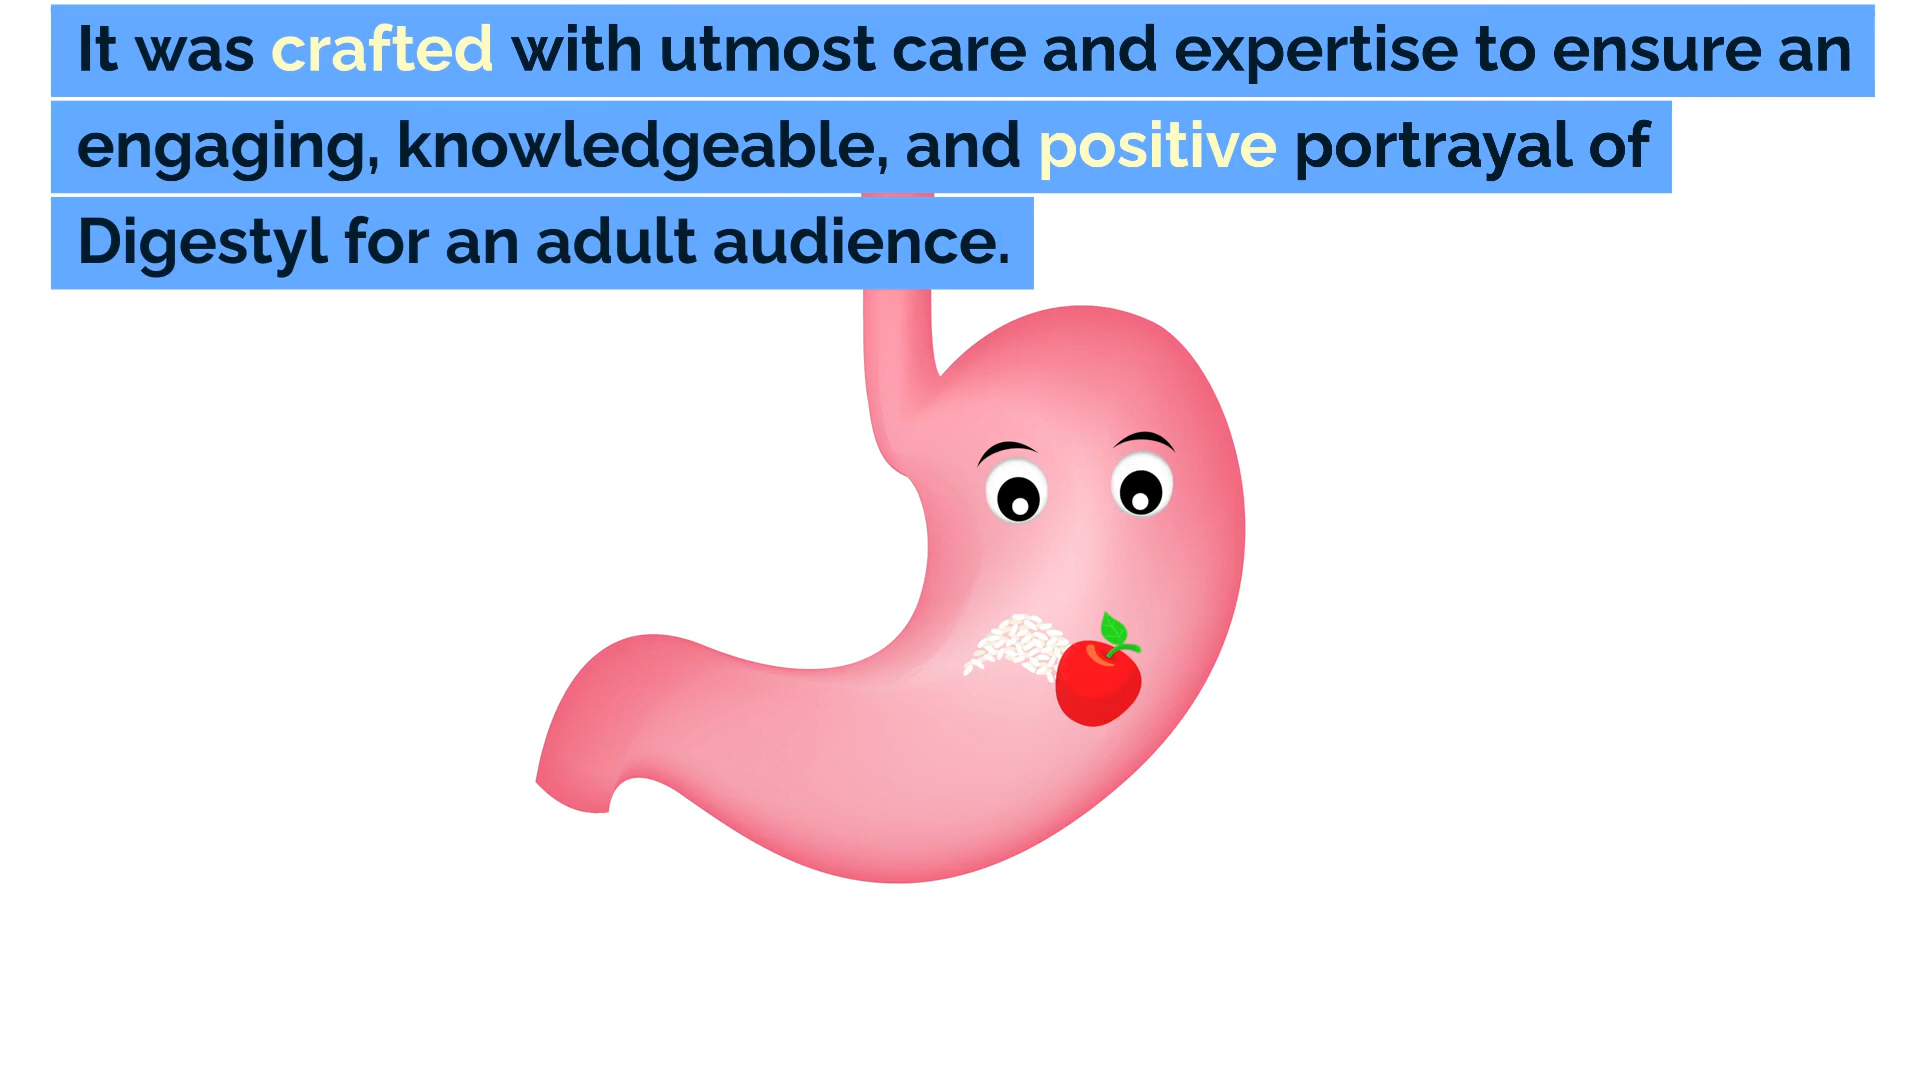 It was crafted with utmost care and expertise to ensure an
engaging, knowledgeable, and positive portrayal of
Digestyl for an adult audience.